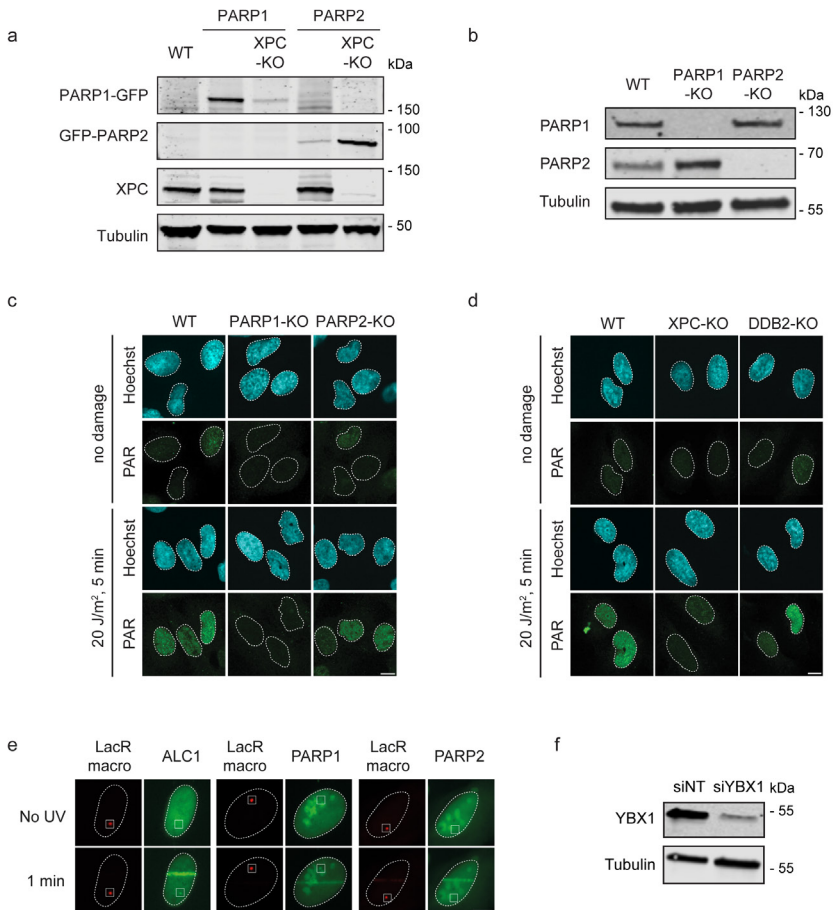 a
PARP1 PARP2
WT XPC -KO XPC -KO kDa
PARP1-GFP - 150
GFP-PARP2 - 100
XPC - 150
Tubulin - 50
b
WT PARP1 -KO PARP2 -KO kDa
PARP1 - 130
PARP2 - 70
Tubulin - 55
c
WT PARP1-KO PARP2-KO
no damage
Hoechst
PAR
20 J/m², 5 min
Hoechst
PAR
d
WT XPC-KO DDB2-KO
no damage
Hoechst
PAR
20 J/m², 5 min
Hoechst
PAR
e
LacR macro ALC1 LacR macro PARP1 LacR macro PARP2
No UV
1 min
f
siNT siYBX1 kDa
YBX1 - 55
Tubulin - 55